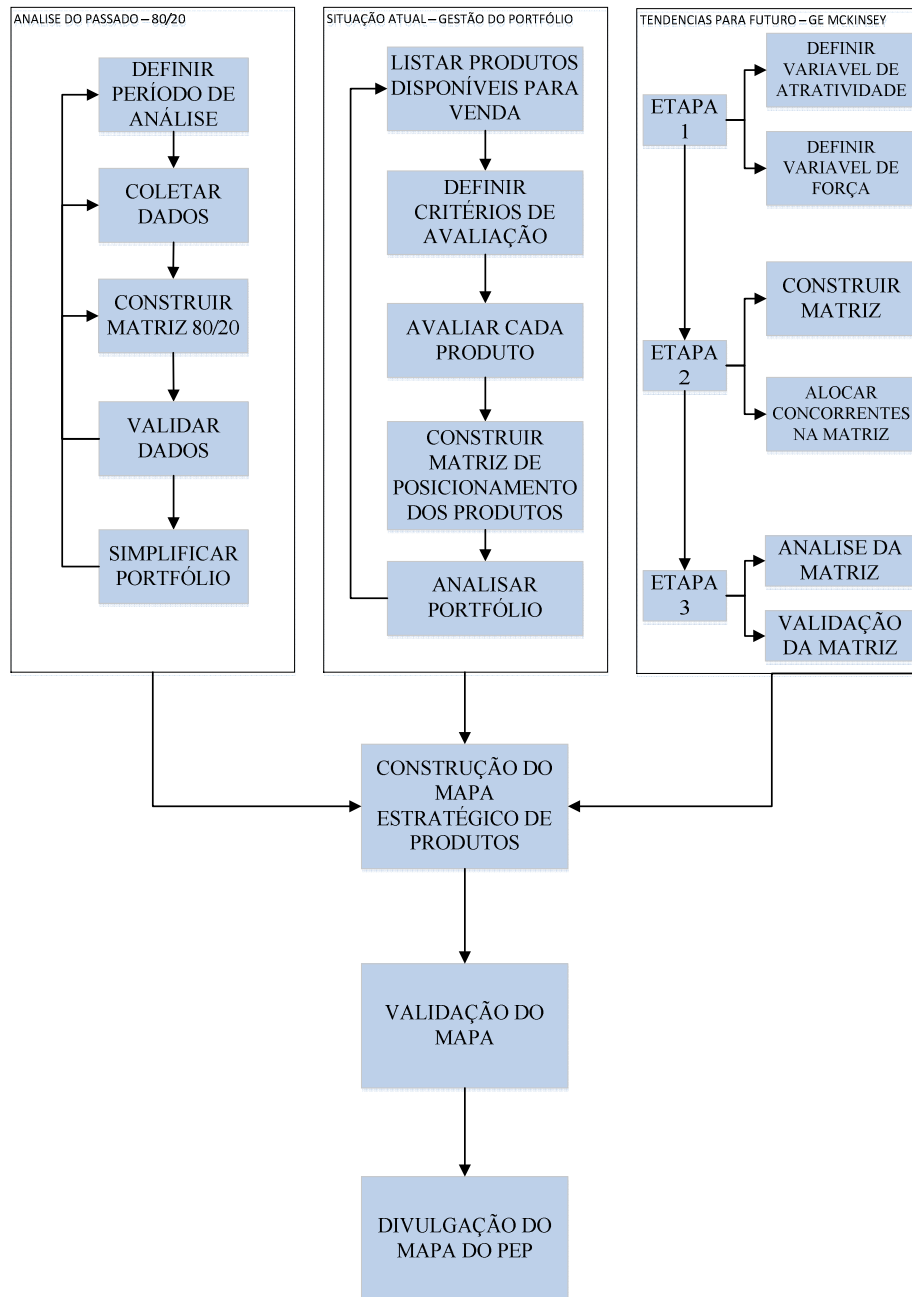 ANALISE DO PASSADO – 80/20
DEFINIR
PERÍODO DE
ANÁLISE
COLETAR
DADOS
CONSTRUIR
MATRIZ 80/20
VALIDAR
DADOS
SIMPLIFICAR
PORTFÓLIO
SITUAÇÃO ATUAL – GESTÃO DO PORTFÓLIO
LISTAR PRODUTOS
DISPONÍVEIS PARA
VENDA
DEFINIR
CRITÉRIOS DE
AVALIAÇÃO
AVALIAR CADA
PRODUTO
CONSTRUIR
MATRIZ DE
POSICIONAMENTO
DOS PRODUTOS
ANALISAR
PORTFÓLIO
TENDENCIAS PARA FUTURO – GE MCKINSEY
ETAPA
1
DEFINIR
VARIAVEL DE
ATRATIVIDADE
DEFINIR
VARIAVEL DE
FORÇA
ETAPA
2
CONSTRUIR
MATRIZ
ALOCAR
CONCORRENTES
NA MATRIZ
ETAPA
3
ANALISE DA
MATRIZ
VALIDAÇÃO
DA MATRIZ
CONSTRUÇÃO DO
MAPA
ESTRATÉGICO DE
PRODUTOS
VALIDAÇÃO DO
MAPA
DIVULGAÇÃO DO
MAPA DO PEP